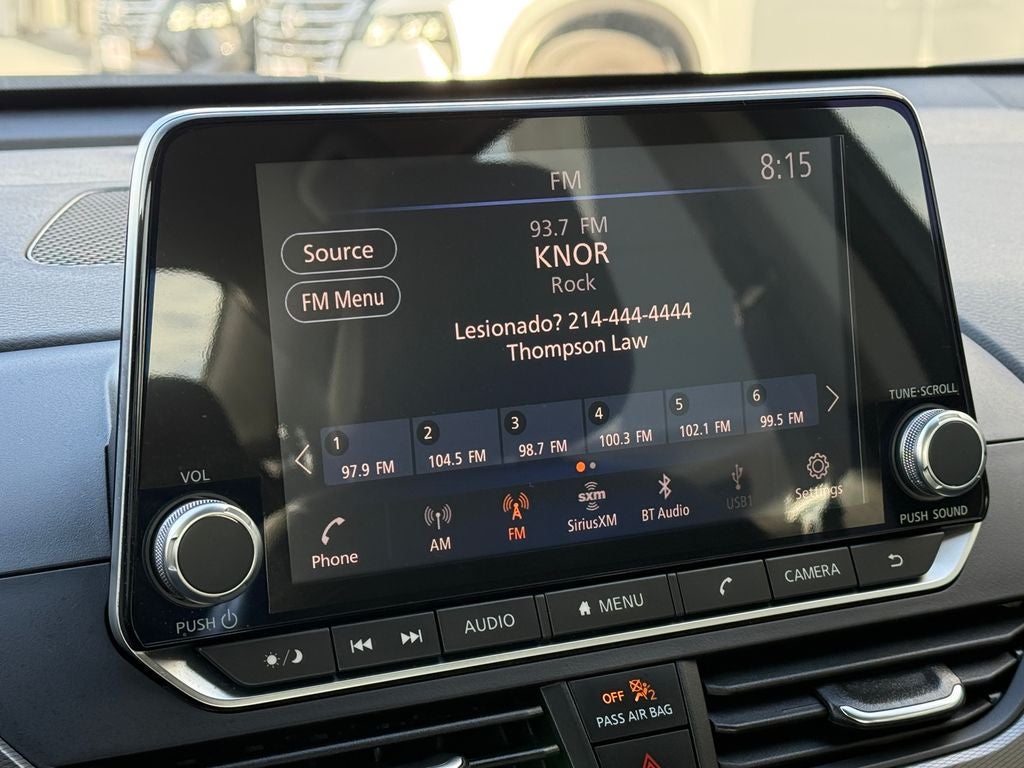 FM
8:15
Source
FM Menu
93.7 FM
KNOR
Rock
Lesionado? 214-444-4444
Thompson Law
1
97.9 FM
2
104.5 FM
3
98.7 FM
4
100.3 FM
5
102.1 FM
6
99.5 FM
Phone
AM
FM
sxm
SiriusXM
BT Audio
USB1
Settings
VOL
PUSH
TUNE·SCROLL
PUSH SOUND
AUDIO
MENU
CAMERA
OFF 2
PASS AIR BAG